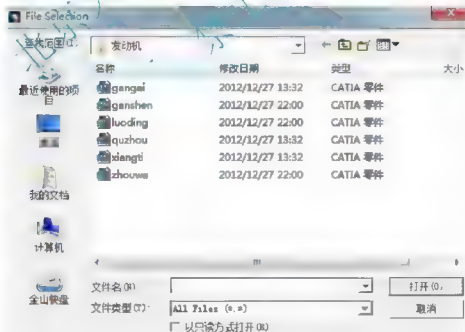 File Selection
查找范围(I): 发动机
名称 修改日期 类型 大小
gangai 2012/12/27 13:32 CATIA 零件
ganshen 2012/12/27 22:00 CATIA 零件
luoding 2012/12/27 22:00 CATIA 零件
quzhou 2012/12/27 13:32 CATIA 零件
xiangti 2012/12/27 13:32 CATIA 零件
zhouwa 2012/12/27 22:00 CATIA 零件
最近使用的项
目
我的文档
计算机
金山快盘
文件名(N) 打开(O)
文件类型(T): All Files (*.*) 取消
以只读方式打开(R)